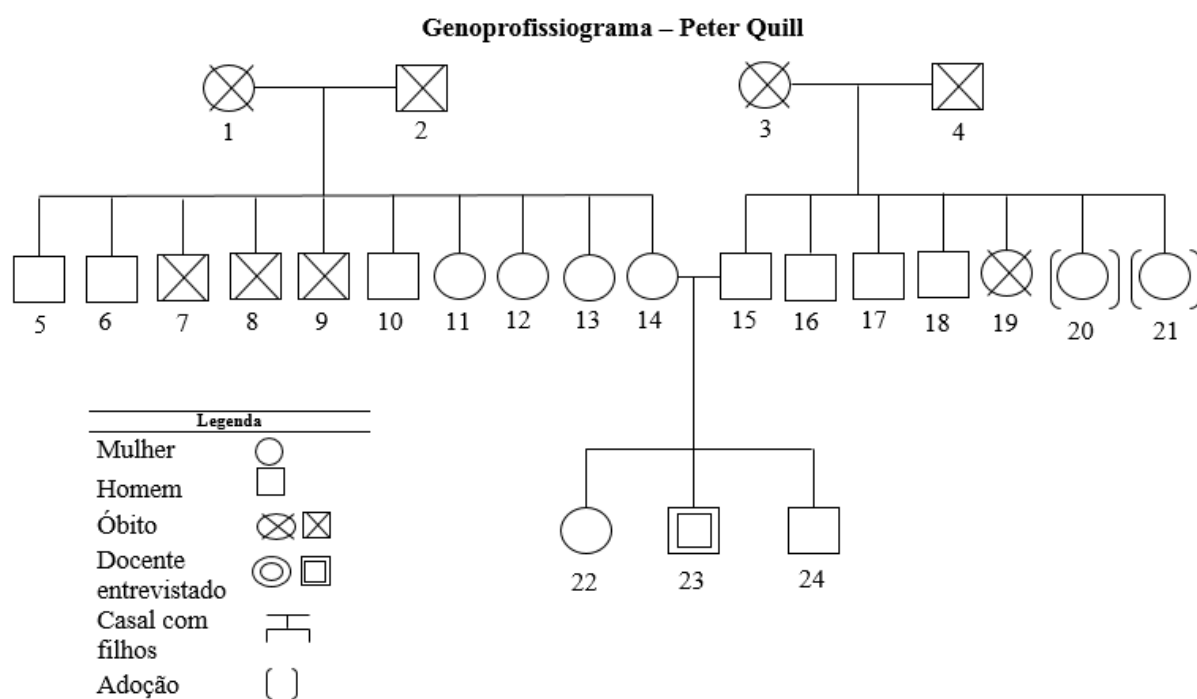 Genoprofissiograma – Peter Quill
1 2 3 4
5 6 7 8 9 10 11 12 13 14 15 16 17 18 19 20 21
Legenda
Mulher
Homem
Óbito
Docente
entrevistado
Casal com
filhos
Adoção
22 23 24